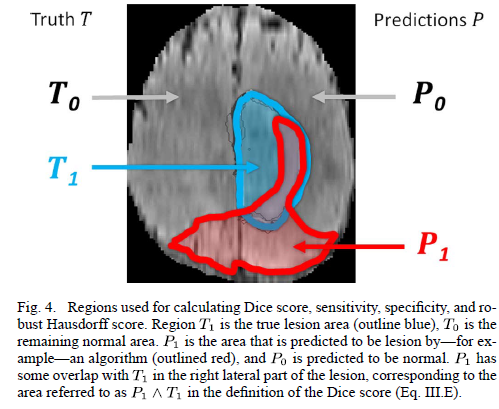 Truth T
Predictions P
T₀
P₀
T₁
P₁
Fig. 4. Regions used for calculating Dice score, sensitivity, specificity, and ro-
bust Hausdorff score. Region T₁ is the true lesion area (outline blue), T₀ is the
remaining normal area. P₁ is the area that is predicted to be lesion by—for ex-
ample—an algorithm (outlined red), and P₀ is predicted to be normal. P₁ has
some overlap with T₁ in the right lateral part of the lesion, corresponding to the
area referred to as P₁ ∧ T₁ in the definition of the Dice score (Eq. III.E).